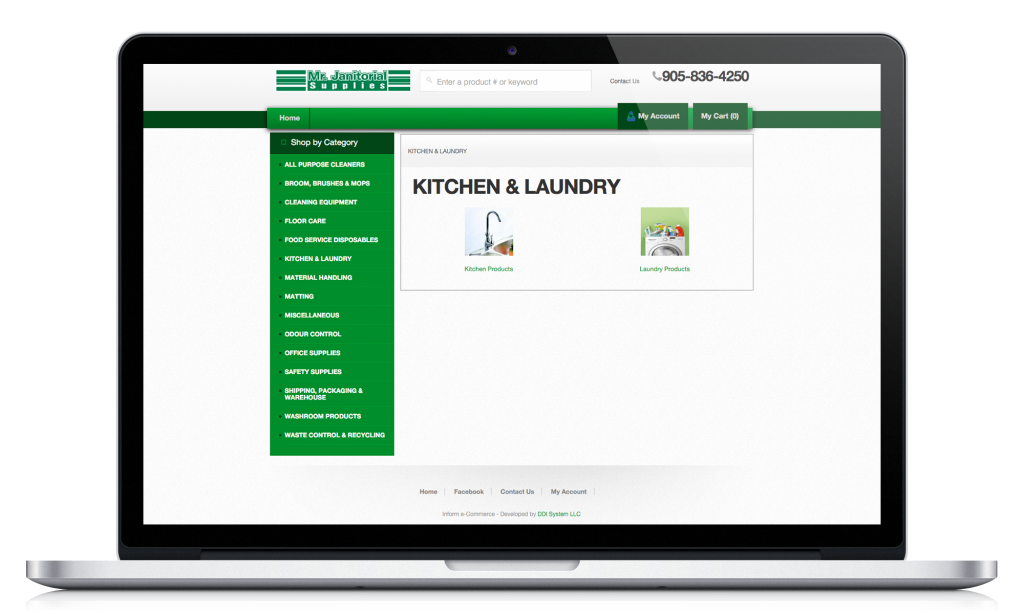 Mr. Janitorial
Supplies
Enter a product # or keyword
Contact Us
905-836-4250
Home
My Account
My Cart (0)
Shop by Category
ALL PURPOSE CLEANERS
BROOM, BRUSHES & MOPS
CLEANING EQUIPMENT
FLOOR CARE
FOOD SERVICE DISPOSABLES
KITCHEN & LAUNDRY
MATERIAL HANDLING
MATTING
MISCELLANEOUS
ODOUR CONTROL
OFFICE SUPPLIES
SAFETY SUPPLIES
SHIPPING, PACKAGING &
WAREHOUSE
WASHROOM PRODUCTS
WASTE CONTROL & RECYCLING
KITCHEN & LAUNDRY
KITCHEN & LAUNDRY
Kitchen Products
Laundry Products
Home
Facebook
Contact Us
My Account
Inform e-Commerce - Developed by DDI System LLC